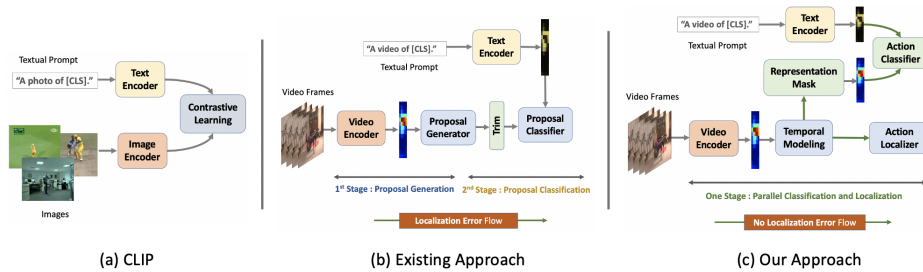 Textual Prompt
"A photo of [CLS]."
Text
Encoder
Contrastive
Learning
Image
Encoder
Images
(a) CLIP
"A video of [CLS]."
Textual Prompt
Text
Encoder
Video Frames
Video
Encoder
Proposal
Generator
Trim
Proposal
Classifier
1st Stage : Proposal Generation
2nd Stage : Proposal Classification
Localization Error Flow
(b) Existing Approach
"A video of [CLS]."
Textual Prompt
Text
Encoder
Action
Classifier
Representation
Mask
Video Frames
Video
Encoder
Temporal
Modeling
Action
Localizer
One Stage : Parallel Classification and Localization
No Localization Error Flow
(c) Our Approach